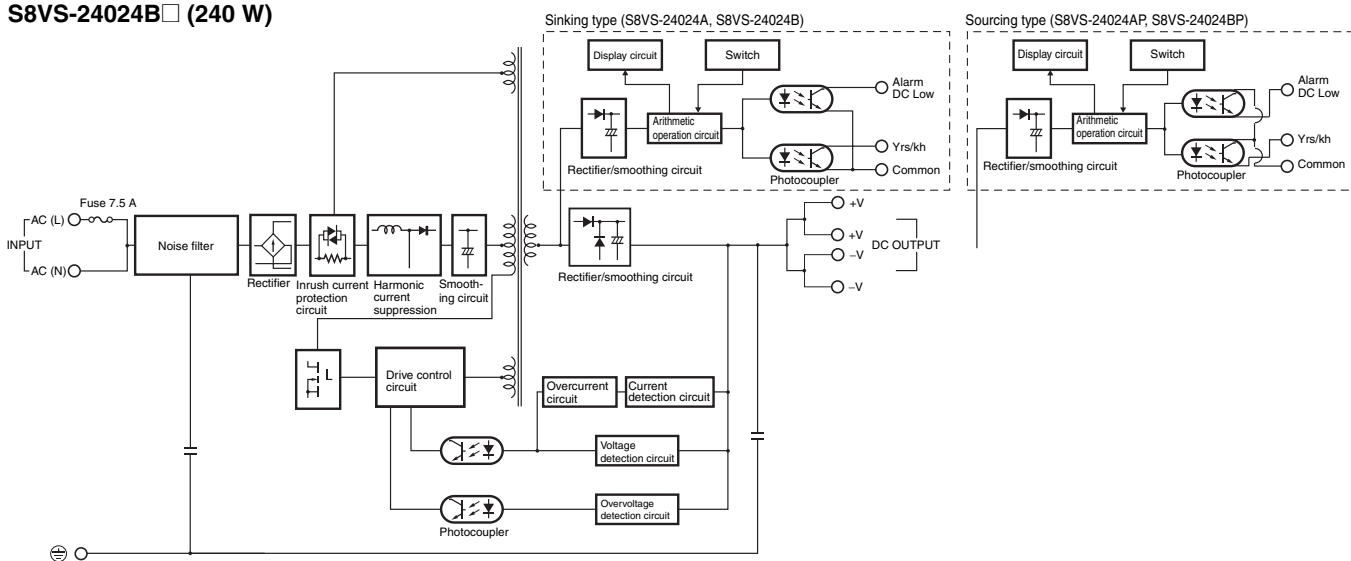 S8VS-24024B□ (240 W)
Sinking type (S8VS-24024A, S8VS-24024B)
Display circuit
Switch
Alarm
DC Low
Arithmetic
operation circuit
Yrs/kh
Rectifier/smoothing circuit
Common
Photocoupler
Sourcing type (S8VS-24024AP, S8VS-24024BP)
Display circuit
Switch
Alarm
DC Low
Arithmetic
operation circuit
Yrs/kh
Rectifier/smoothing circuit
Common
Photocoupler
Fuse 7.5 A
AC (L)
INPUT
AC (N)
Noise filter
Rectifier
Inrush current
protection
circuit
Harmonic
current
suppression
Smooth-
ing circuit
Rectifier/smoothing circuit
+V
+V
DC OUTPUT
–V
–V
L
Drive control
circuit
Overcurrent
circuit
Current
detection circuit
Voltage
detection circuit
Overvoltage
detection circuit
Photocoupler